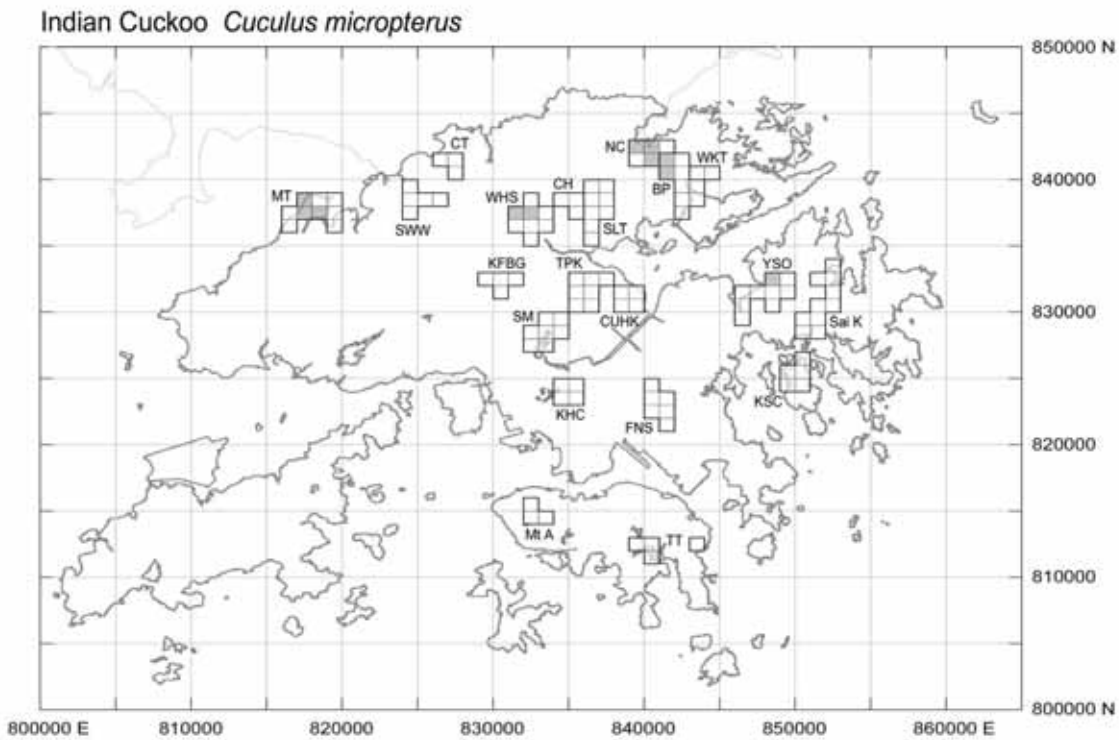 Indian Cuckoo Cuculus micropterus
850000 N
CT
NC
WKT
840000
MT
WHS
CH
BP
SWW
SLT
KFBG
TPK
YSO
830000
SM
CUHK
Sai K
KSC
KHC
FNS
820000
Mt A
TT
810000
800000 N
800000 E
810000
820000
830000
840000
850000
860000